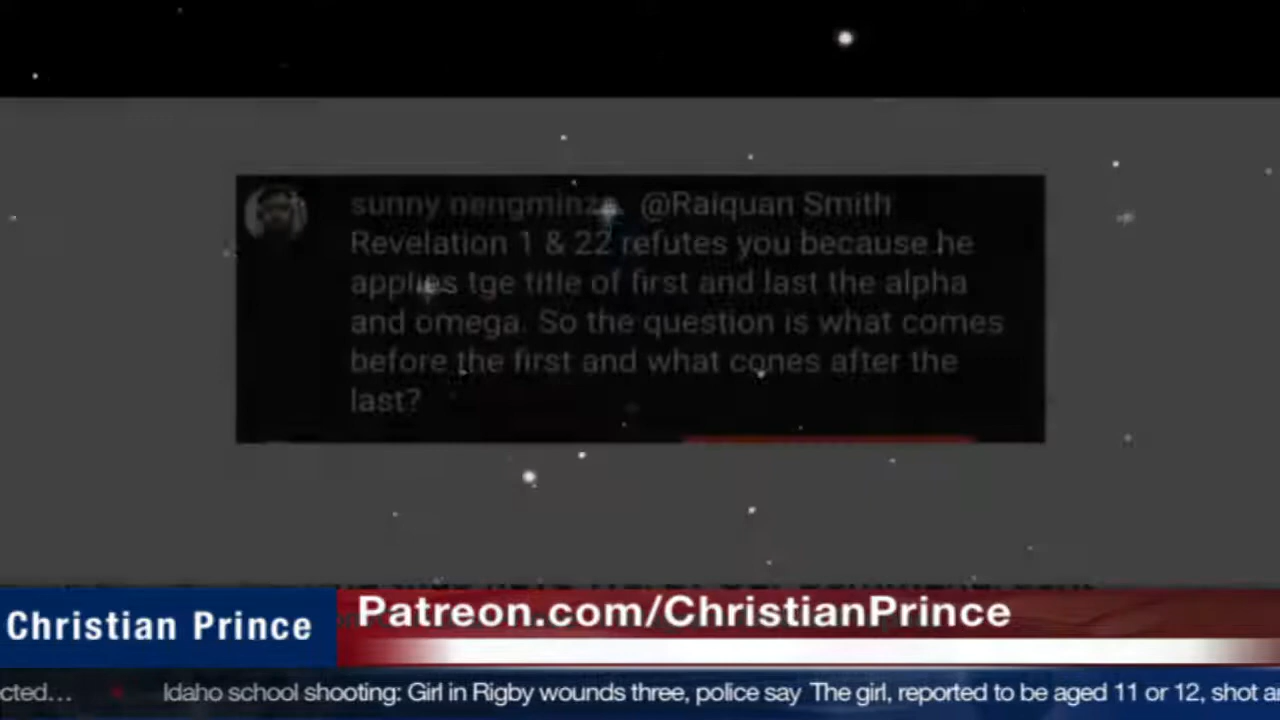 sunny nengminza @Raiquan Smith
Revelation 1 & 22 refutes you because he
applies tge title of first and last the alpha
and omega. So the question is what comes
before the first and what cones after the
last?
Christian Prince
Patreon.com/ChristianPrince
cted... Idaho school shooting: Girl in Rigby wounds three, police say The girl, reported to be aged 11 or 12, shot a